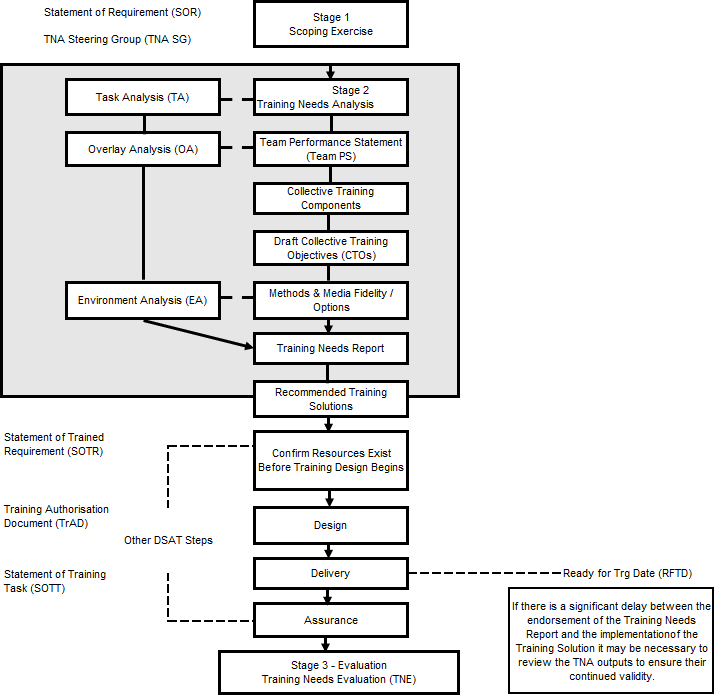 Statement of Requirement (SOR)
TNA Steering Group (TNA SG)
Stage 1
Scoping Exercise
Task Analysis (TA)
Stage 2
Training Needs Analysis
Overlay Analysis (OA)
Team Performance Statement
(Team PS)
Collective Training
Components
Draft Collective Training
Objectives (CTOs)
Environment Analysis (EA)
Methods & Media Fidelity /
Options
Training Needs Report
Recommended Training
Solutions
Statement of Trained
Requirement (SOTR)
Confirm Resources Exist
Before Training Design Begins
Training Authorisation
Document (TrAD)
Design
Other DSAT Steps
Statement of Training
Task (SOTT)
Delivery
Ready for Trg Date (RFTD)
Assurance
If there is a significant delay between the
endorsement of the Training Needs
Report and the implementationof the
Training Solution it may be necessary to
review the TNA outputs to ensure their
continued validity.
Stage 3 - Evaluation
Training Needs Evaluation (TNE)